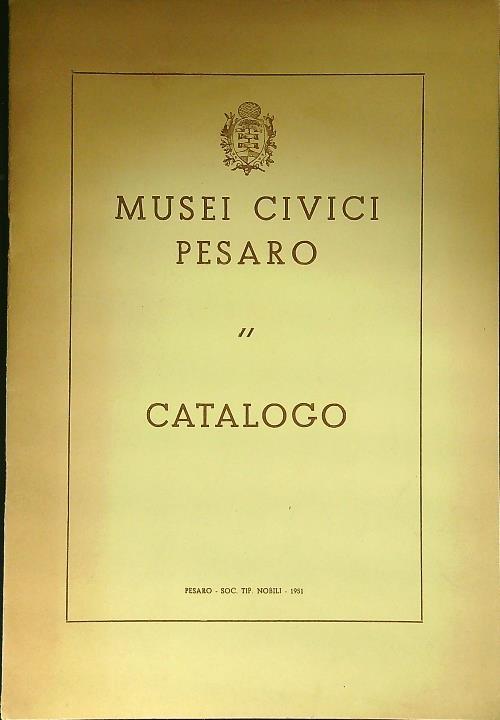 MUSEI CIVICI
PESARO
"
CATALOGO
PESARO - SOC. TIP. NOBILI - 1951